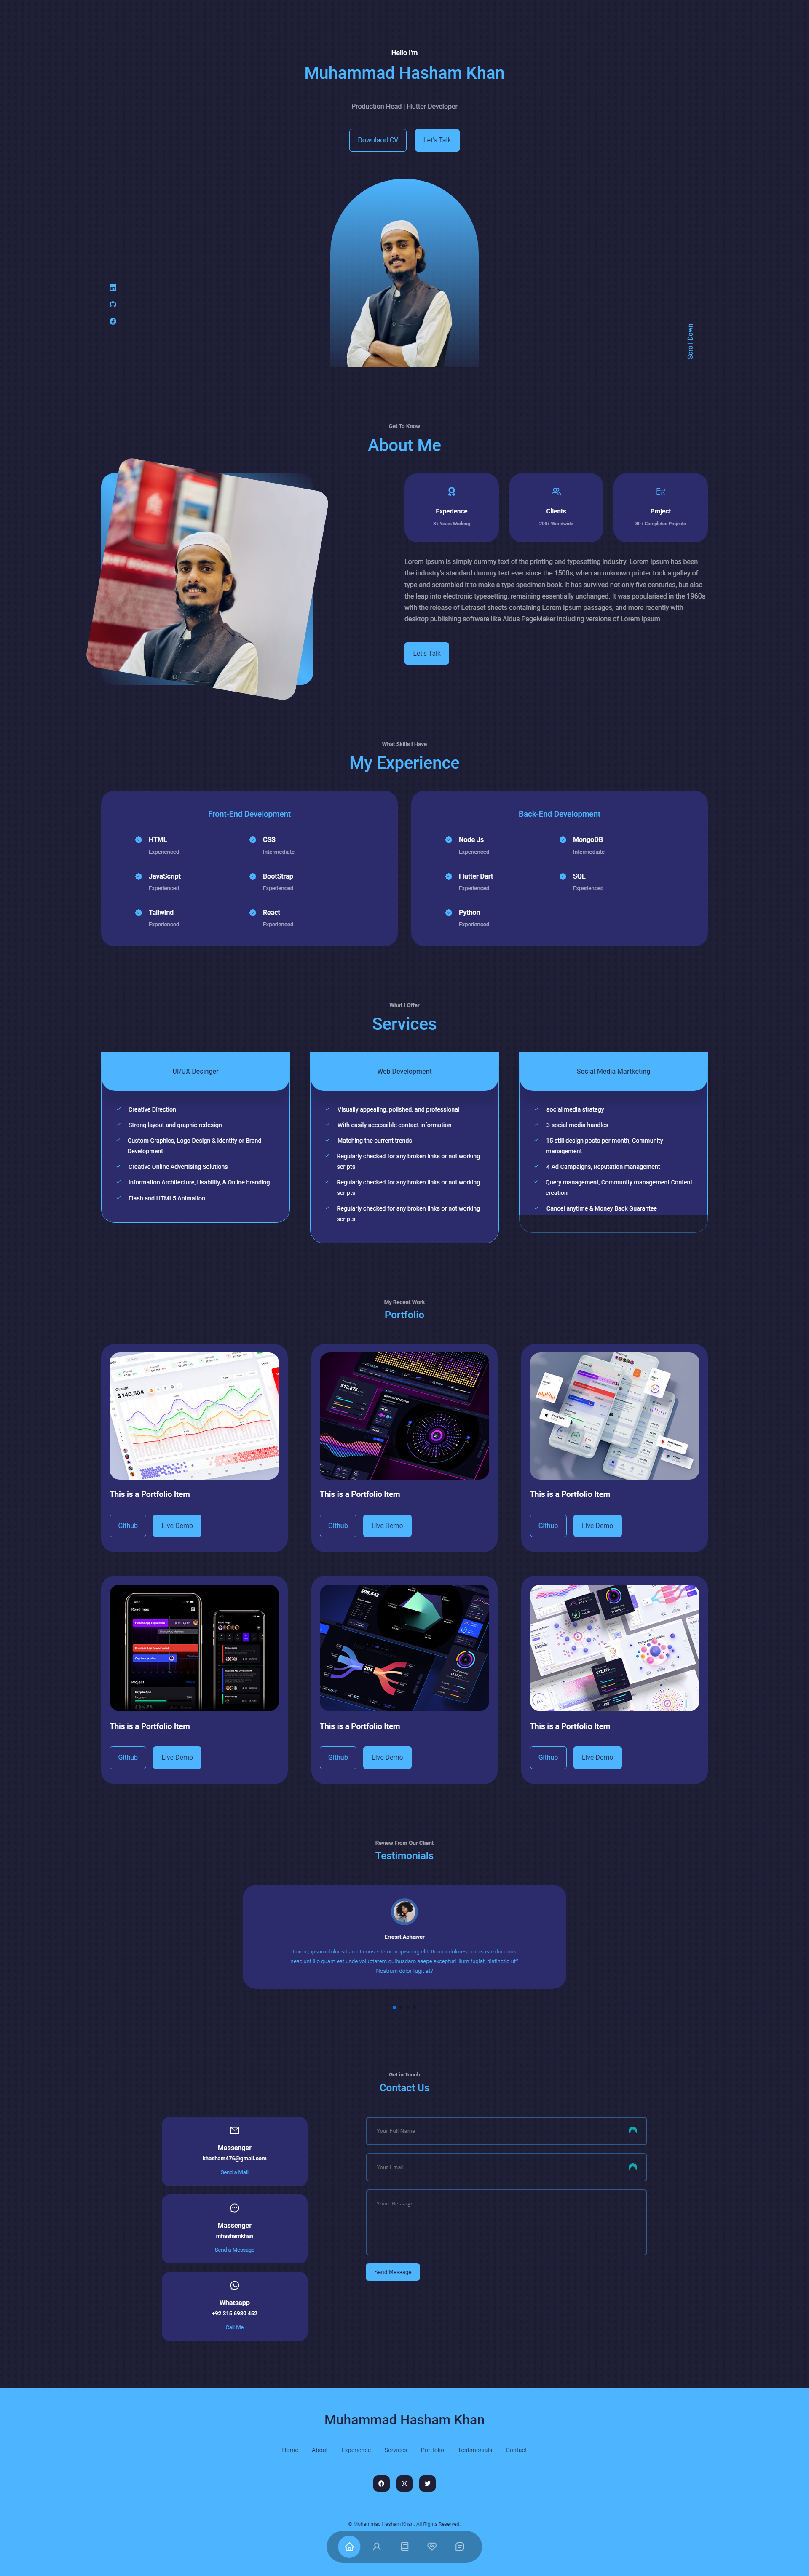 Hello I'm
Muhammad Hasham Khan
Production Head | Flutter Developer
Downlaod CV
Let's Talk
Scroll Down
Get To Know
About Me
Experience
3+ Years Working
Clients
200+ Worldwide
Project
80+ Completed Projects
Lorem Ipsum is simply dummy text of the printing and typesetting industry. Lorem Ipsum has been
the industry's standard dummy text ever since the 1500s, when an unknown printer took a galley of
type and scrambled it to make a type specimen book. It has survived not only five centuries, but also
the leap into electronic typesetting, remaining essentially unchanged. It was popularised in the 1960s
with the release of Letraset sheets containing Lorem Ipsum passages, and more recently with
desktop publishing software like Aldus PageMaker including versions of Lorem Ipsum
Let's Talk
What Skills I Have
My Experience
Front-End Development
HTML
Experienced
CSS
Intermediate
JavaScript
Experienced
BootStrap
Experienced
Tailwind
Experienced
React
Experienced
Back-End Development
Node Js
Experienced
MongoDB
Intermediate
Flutter Dart
Experienced
SQL
Experienced
Python
Experienced
What I Offer
Services
UI/UX Desinger
Creative Direction
Strong layout and graphic redesign
Custom Graphics, Logo Design & Identity or Brand
Development
Creative Online Advertising Solutions
Information Architecture, Usability, & Online branding
Flash and HTML5 Animation
Web Development
Visually appealing, polished, and professional
With easily accessible contact information
Matching the current trends
Regularly checked for any broken links or not working
scripts
Regularly checked for any broken links or not working
scripts
Regularly checked for any broken links or not working
scripts
Social Media Martketing
social media strategy
3 social media handles
15 still design posts per month, Community
management
4 Ad Campaigns, Reputation management
Query management, Community management Content
creation
Cancel anytime & Money Back Guarantee
My Recent Work
Portfolio
Overall
$ 140,504
$12,875
This is a Portfolio Item
Github
Live Demo
This is a Portfolio Item
Github
Live Demo
This is a Portfolio Item
Github
Live Demo
Road map
Project
This is a Portfolio Item
Github
Live Demo
This is a Portfolio Item
Github
Live Demo
This is a Portfolio Item
Github
Live Demo
Review From Our Client
Testimonials
Erresrt Acheiver
Lorem, ipsum dolor sit amet consectetur adipisicing elit. Rerum dolores omnis iste ducimus
nesciunt illo quam est unde voluptatem quibusdam saepe excepturi illum fugiat, distinctio ut?
Nostrum dolor fugit at?
Get in Touch
Contact Us
Massenger
khasham476@gmail.com
Send a Mail
Massenger
mhashamkhan
Send a Message
Whatsapp
+92 315 6980 452
Call Me
Your Full Name
Your Email
Your Message
Send Message
Muhammad Hasham Khan
Home
About
Experience
Services
Portfolio
Testimonials
Contact
© Muhammad Hasham Khan. All Rights Reserved.